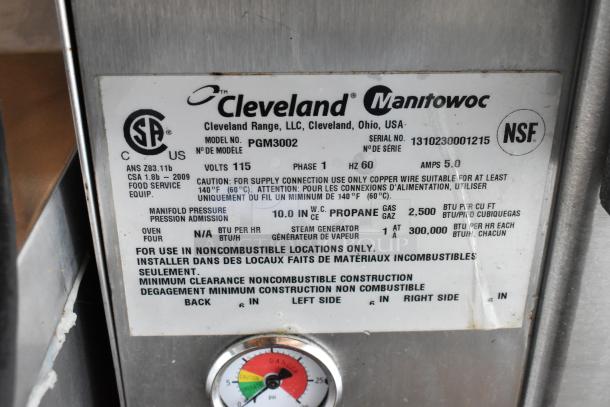 Cleveland® Manitowoc
Cleveland Range, LLC, Cleveland, Ohio, USA
CSA® C US NSF®
MODEL NO. PGM3002 SERIAL NO. 1310230001215
Nº DE MODÈLE Nº DE SÉRIE
VOLTS 115 PHASE 1 HZ 60 AMPS 5.0
ANS Z83.11b
CSA 1.8b - 2009
FOOD SERVICE
EQUIP.
CAUTION: FOR SUPPLY CONNECTION USE ONLY COPPER WIRE SUITABLE FOR AT LEAST
140°F (60°C). ATTENTION: POUR LES CONNEXIONS D'ALIMENTATION, UTILISER
UNIQUEMENT DU FIL UN MINIMUM DE 140°F (60°C).
MANIFOLD PRESSURE 10.0 IN W.C. PROPANE GAS 2,500 BTU PER CU FT
PRESSION ADMISSION CE GAZ BTU/PIED CUBIQUEGAS
OVEN N/A BTU PER HR STEAM GENERATOR 1 AT 300,000 BTU PER HR EACH
FOUR BTU/H GÉNÉRATEUR DE VAPEUR A BTU/H. CHACUN
FOR USE IN NONCOMBUSTIBLE LOCATIONS ONLY.
INSTALLER DANS DES LOCAUX FAITS DE MATÉRIAUX INCOMBUSTIBLES
SEULEMENT.
MINIMUM CLEARANCE NONCOMBUSTIBLE CONSTRUCTION
DEGAGEMENT MINIMUM CONSTRUCTION NON COMBUSTIBLE
BACK 6 IN LEFT SIDE 6 IN RIGHT SIDE IN
5 25
0 PSI